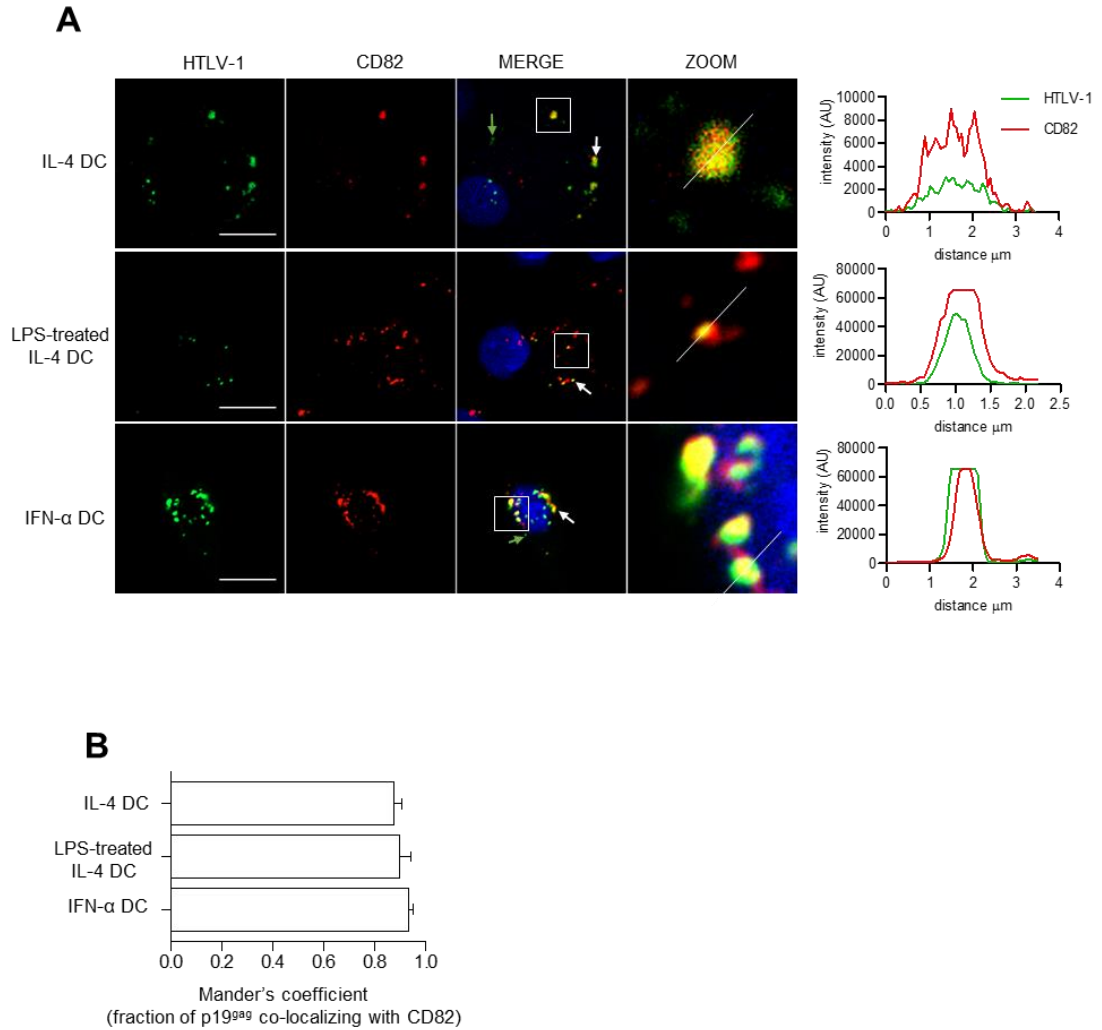 A
HTLV-1 CD82 MERGE ZOOM
IL-4 DC
LPS-treated
IL-4 DC
IFN-α DC
HTLV-1
CD82
intensity (AU)
10000
8000
6000
4000
2000
0
0 1 2 3 4
distance μm
intensity (AU)
80000
60000
40000
20000
0
0.0 0.5 1.0 1.5 2.0 2.5
distance μm
intensity (AU)
80000
60000
40000
20000
0
0 1 2 3 4
distance μm
B
IL-4 DC
LPS-treated
IL-4 DC
IFN-α DC
0.0 0.2 0.4 0.6 0.8 1.0
Mander's coefficient
(fraction of p19gag co-localizing with CD82)